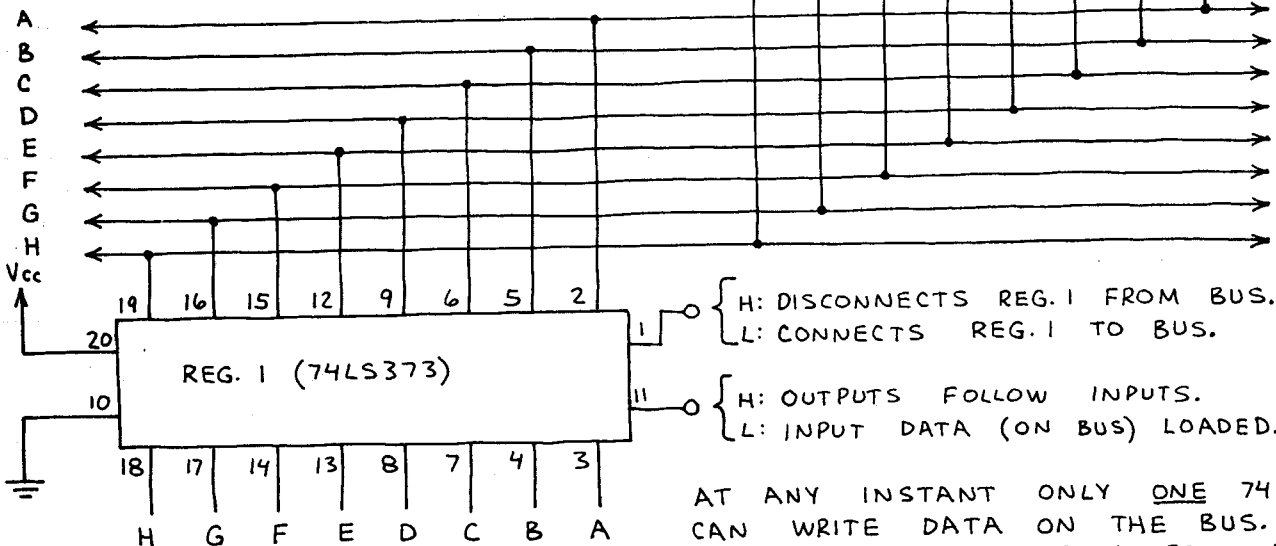 A
B
C
D
E
F
G
H
Vcc
19 16 15 12 9 6 5 2
20 1
REG. 1 (74LS373)
10 11
18 17 14 13 8 7 4 3
H G F E D C B A
H: DISCONNECTS REG. 1 FROM BUS.
L: CONNECTS REG. 1 TO BUS.
H: OUTPUTS FOLLOW INPUTS.
L: INPUT DATA (ON BUS) LOADED.
AT ANY INSTANT ONLY ONE 74
CAN WRITE DATA ON THE BUS.